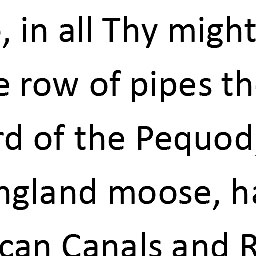 , in all Thy might
row of pipes th
rd of the Pequod,
ngland moose, ha
can Canals and R